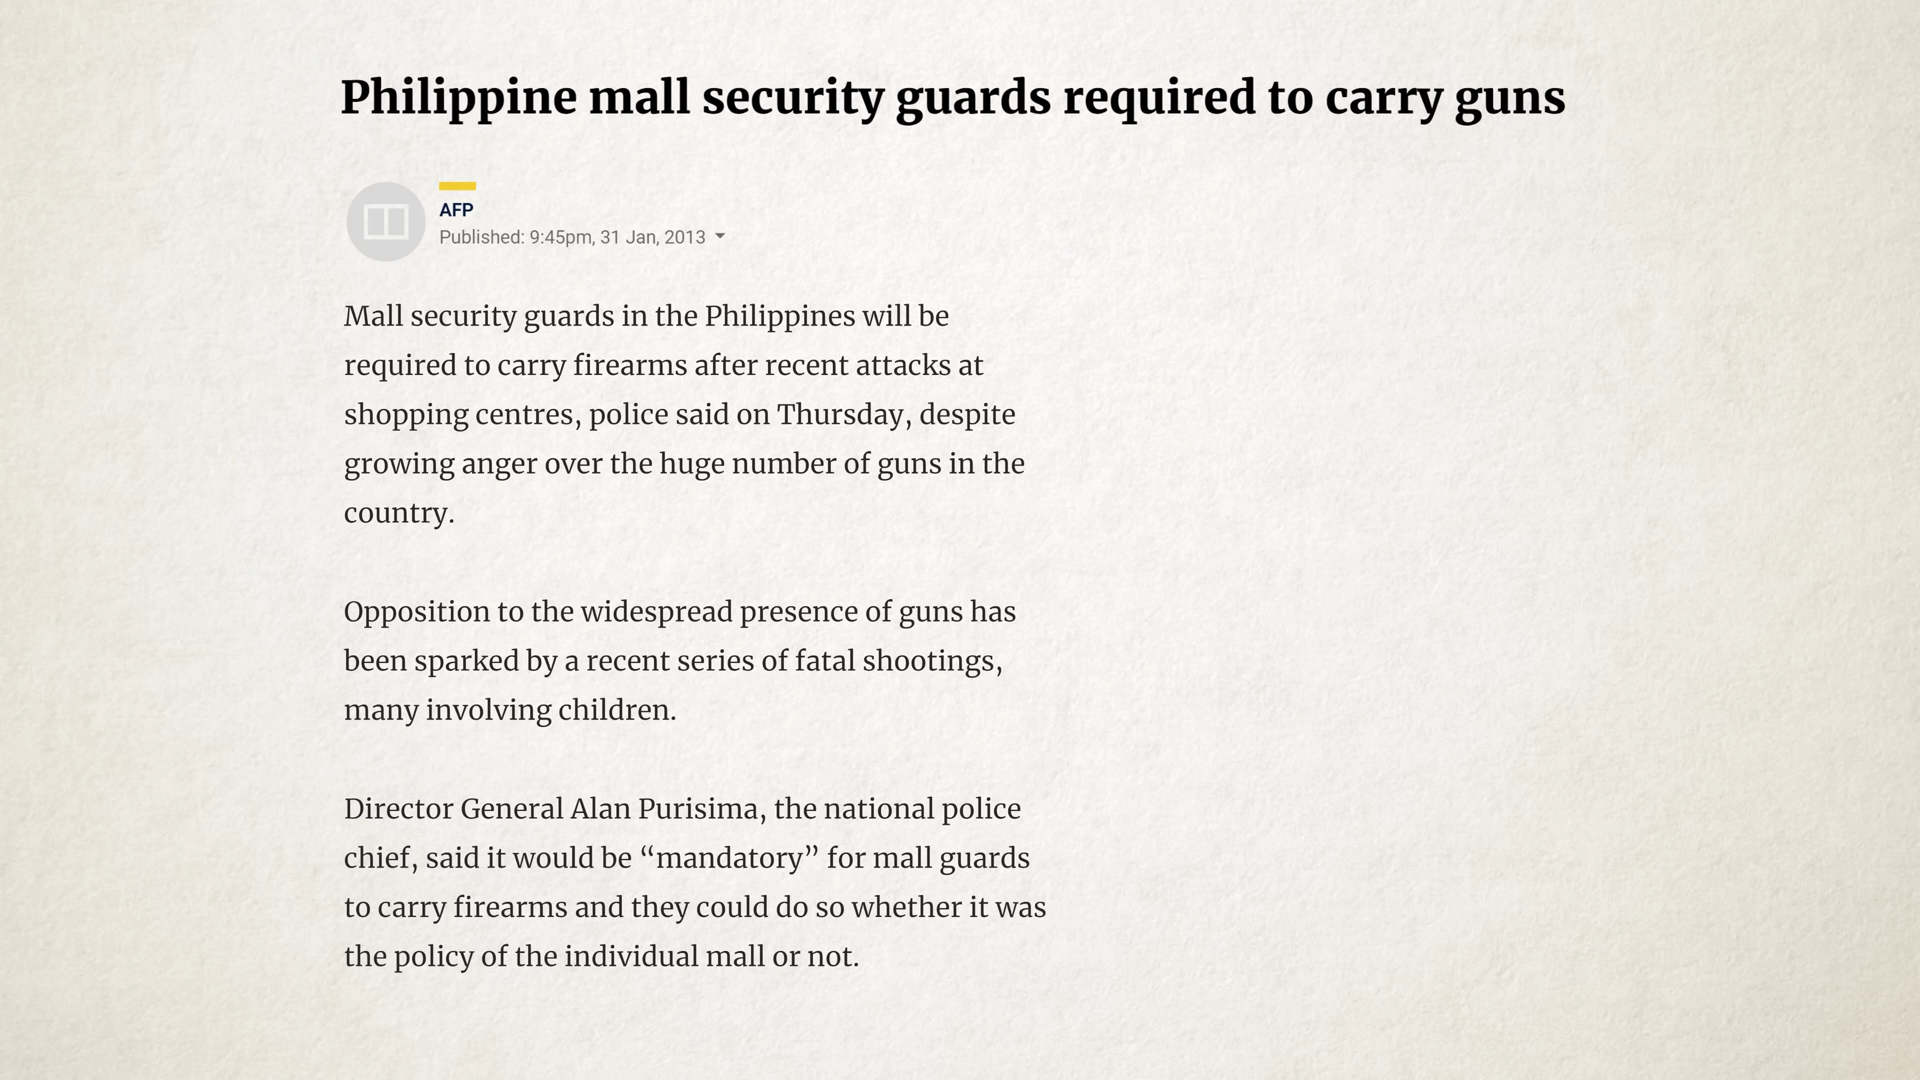 Philippine mall security guards required to carry guns
AFP
Published: 9:45pm, 31 Jan, 2013
Mall security guards in the Philippines will be
required to carry firearms after recent attacks at
shopping centres, police said on Thursday, despite
growing anger over the huge number of guns in the
country.
Opposition to the widespread presence of guns has
been sparked by a recent series of fatal shootings,
many involving children.
Director General Alan Purisima, the national police
chief, said it would be “mandatory” for mall guards
to carry firearms and they could do so whether it was
the policy of the individual mall or not.